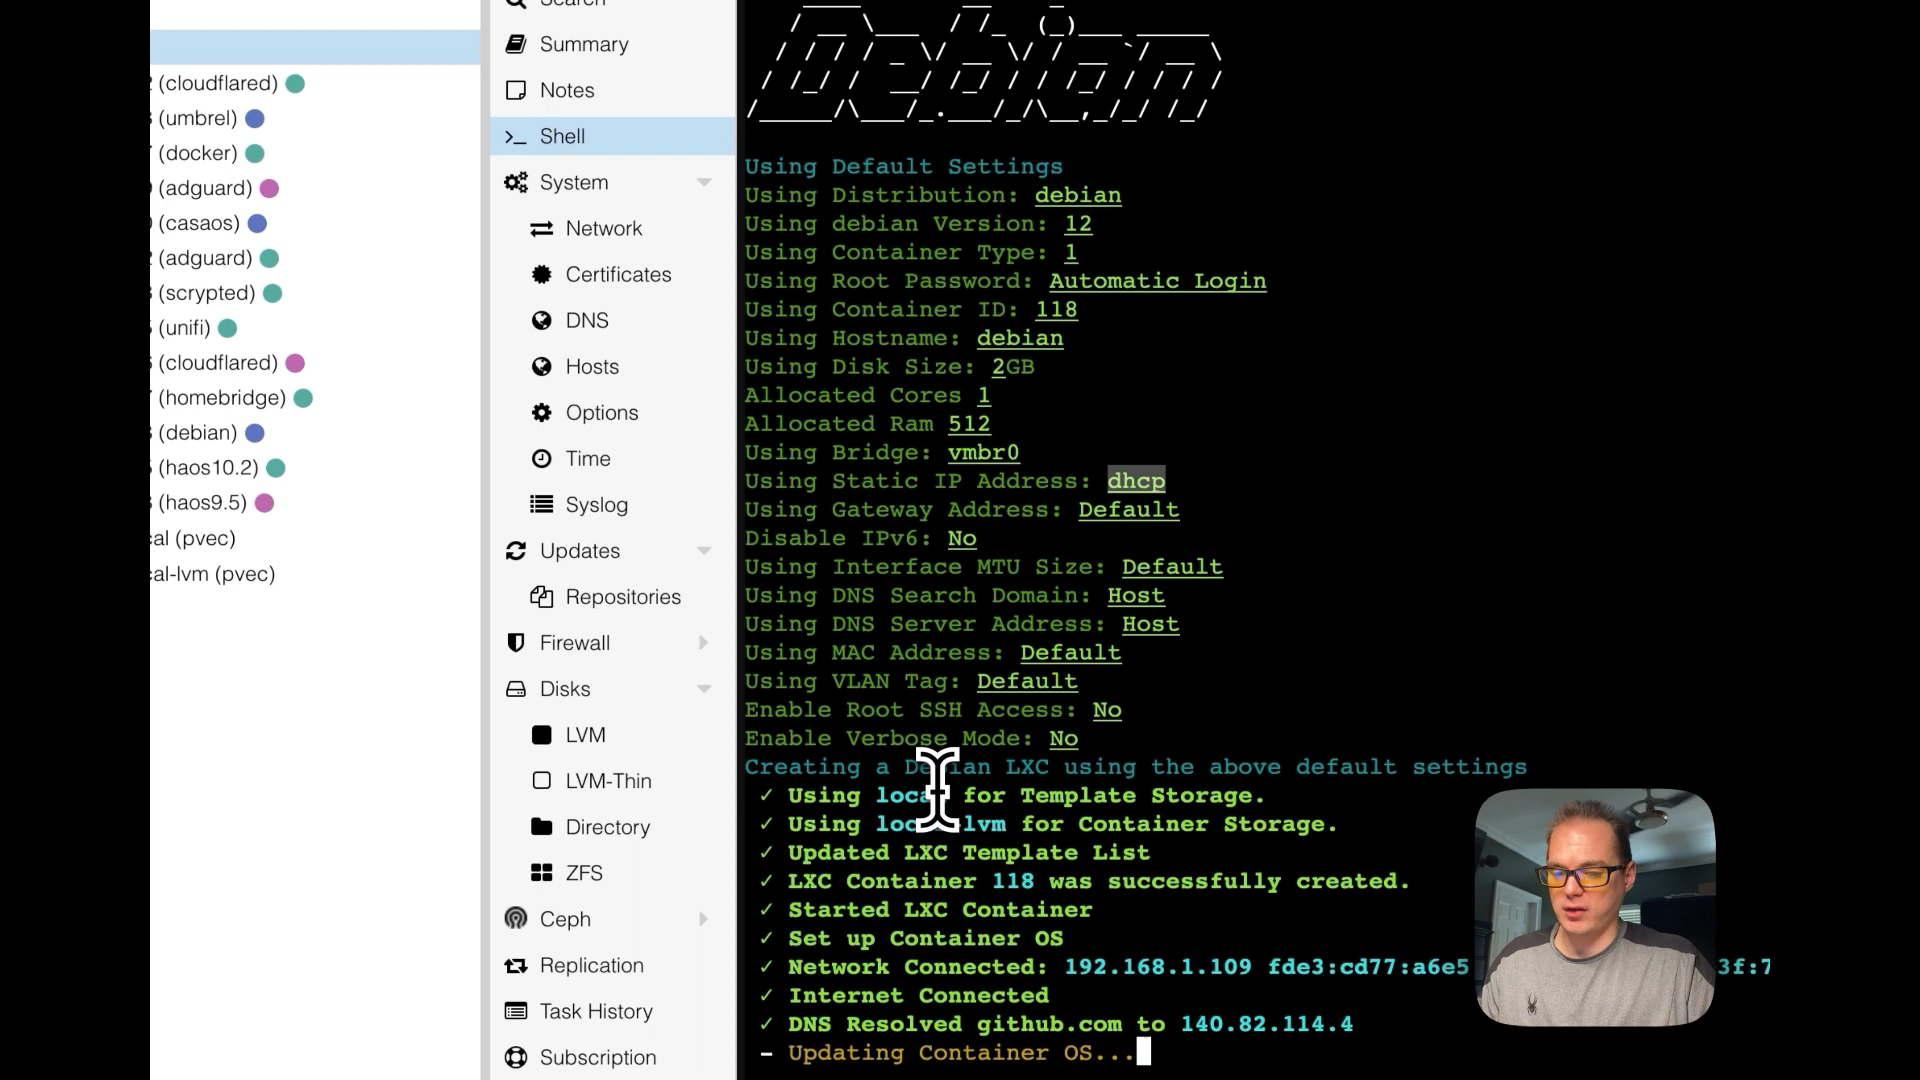 Search
(cloudflared)
(umbrel)
(docker)
(adguard)
(casaos)
(adguard)
(scrypted)
(unifi)
(cloudflared)
(homebridge)
(debian)
(haos10.2)
(haos9.5)
(pvec)
(pvec)
Summary
Notes
Shell
System
Network
Certificates
DNS
Hosts
Options
Time
Syslog
Updates
Repositories
Firewall
Disks
LVM
LVM-Thin
Directory
ZFS
Ceph
Replication
Task History
Subscription
Debian
Using Default Settings
Using Distribution: debian
Using debian Version: 12
Using Container Type: 1
Using Root Password: Automatic Login
Using Container ID: 118
Using Hostname: debian
Using Disk Size: 2GB
Allocated Cores 1
Allocated Ram 512
Using Bridge: vmbr0
Using Static IP Address: dhcp
Using Gateway Address: Default
Disable IPv6: No
Using Interface MTU Size: Default
Using DNS Search Domain: Host
Using DNS Server Address: Host
Using MAC Address: Default
Using VLAN Tag: Default
Enable Root SSH Access: No
Enable Verbose Mode: No
Creating a Debian LXC using the above default settings
✓ Using local for Template Storage.
✓ Using local-lvm for Container Storage.
✓ Updated LXC Template List
✓ LXC Container 118 was successfully created.
✓ Started LXC Container
✓ Set up Container OS
✓ Network Connected: 192.168.1.109 fde3:cd77:a6e5 3f:7
✓ Internet Connected
✓ DNS Resolved github.com to 140.82.114.4
- Updating Container OS...